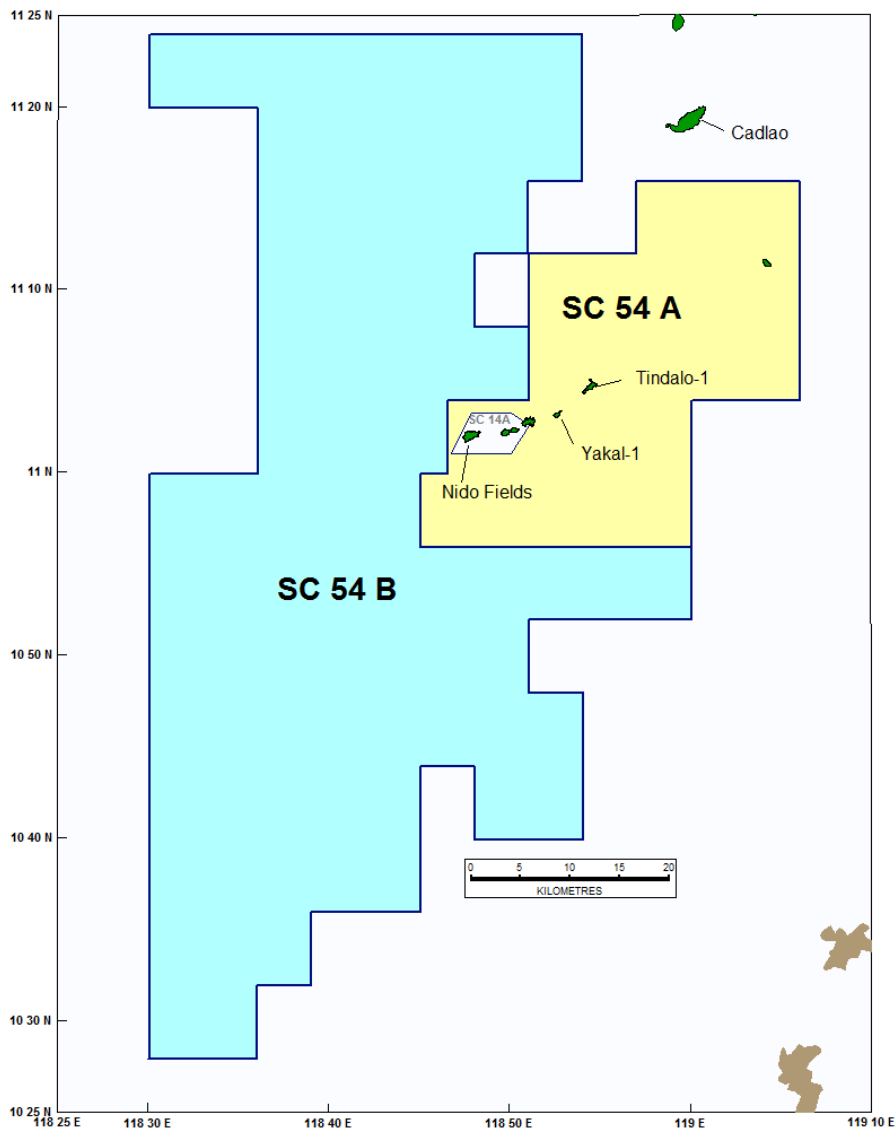 11 25 N
11 20 N
Cadlao
11 10 N
SC 54 A
Tindalo-1
SC 14A
Yakal-1
11 N
Nido Fields
SC 54 B
10 50 N
10 40 N
0 5 10 15 20
KILOMETRES
10 30 N
10 25 N
118 25 E 118 30 E 118 40 E 118 50 E 119 E 119 10 E